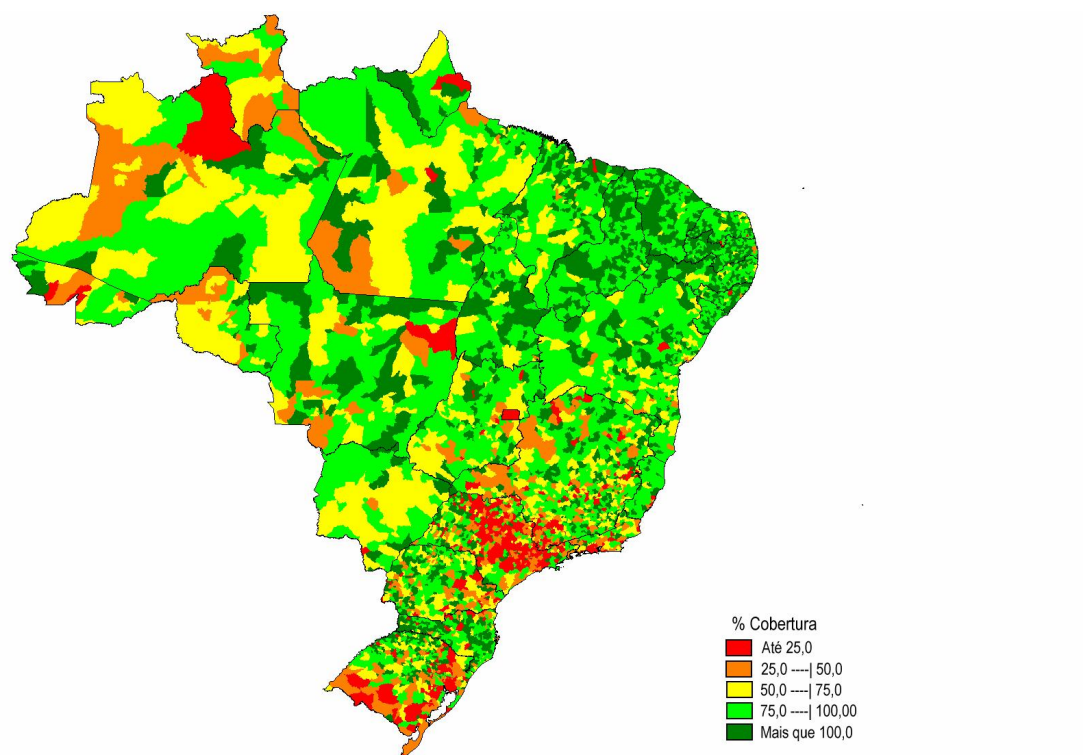 % Cobertura
Até 25,0
25,0 ----| 50,0
50,0 ----| 75,0
75,0 ----| 100,00
Mais que 100,0